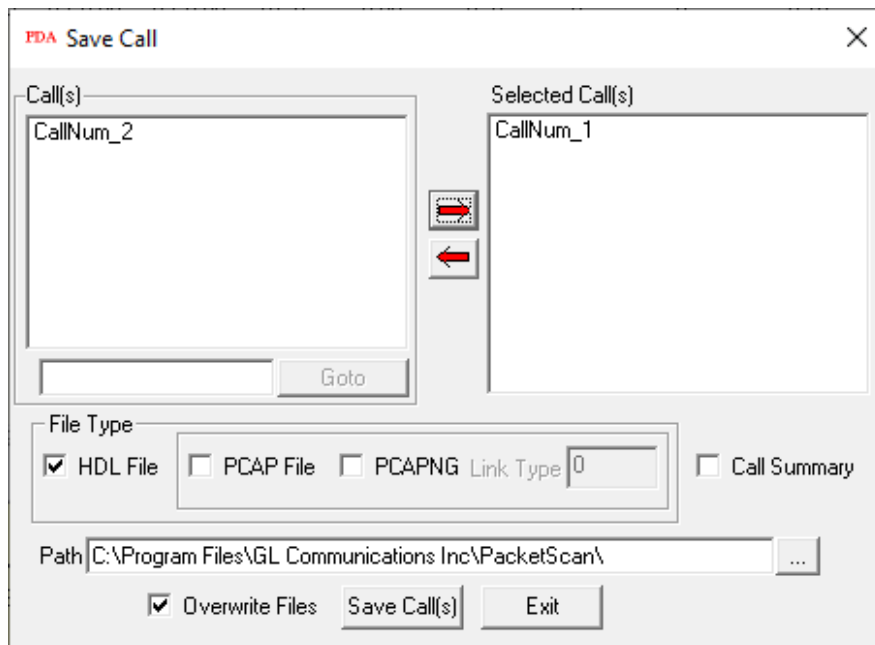 PDA Save Call
Call(s)
CallNum_2
Goto
Selected Call(s)
CallNum_1
File Type
HDL File PCAP File PCAPNG Link Type 0 Call Summary
Path C:\Program Files\GL Communications Inc\PacketScan\ ...
Overwrite Files Save Call(s) Exit